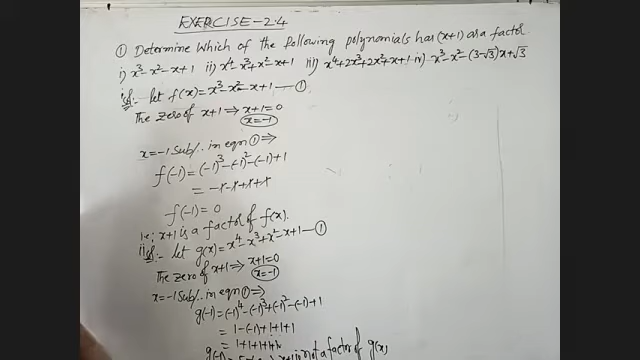 EXERCISE-2.4
① Determine which of the following polynomials has (x+1) as a factor.
i) x³-x²-x+1 ii) x⁴-x³+x²-x+1 iii) x⁴+2x³+2x²+x+1 iv) x³-x²-(3-√3)x+√3
i Sol:- Let f(x)=x³-x²-x+1 —①
The zero of x+1 ⇒ x+1=0
x=-1
x=-1 sub/. in eqn ① ⇒
f(-1)=(-1)³-(-1)²-(-1)+1
= -1-1+1+1
f(-1)=0
i.e; x+1 is a factor of f(x).
ii Sol:- Let g(x)=x⁴-x³+x²-x+1 —①
The zero of x+1 ⇒ x+1=0
x=-1
x=-1 sub/. in eqn ① ⇒
g(-1)=(-1)⁴-(-1)³+(-1)²-(-1)+1
= 1-(-1)+1+1+1
= 1+1+1+1+1
g(-1) is not a factor of g(x)